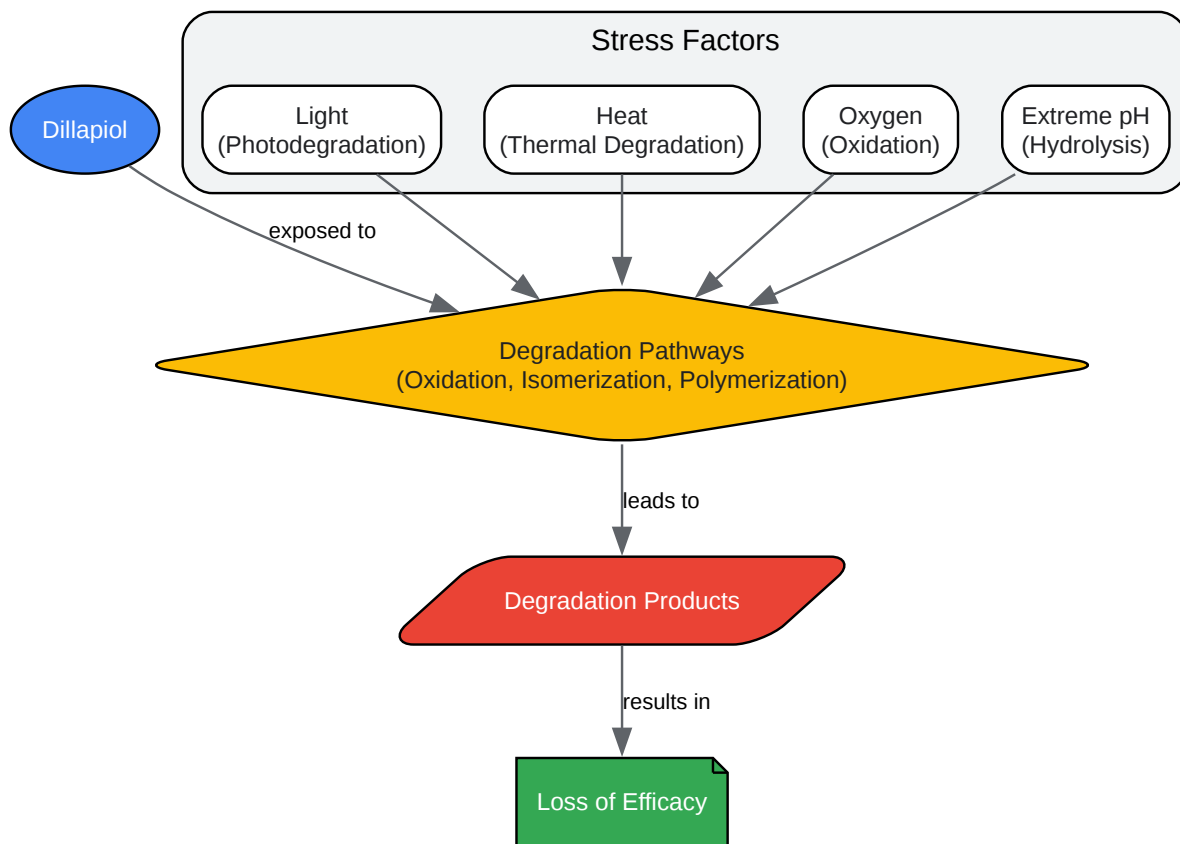 Stress Factors
Dillapiol
Light
(Photodegradation)
Heat
(Thermal Degradation)
Oxygen
(Oxidation)
Extreme pH
(Hydrolysis)
exposed to
Degradation Pathways
(Oxidation, Isomerization, Polymerization)
leads to
Degradation Products
results in
Loss of Efficacy